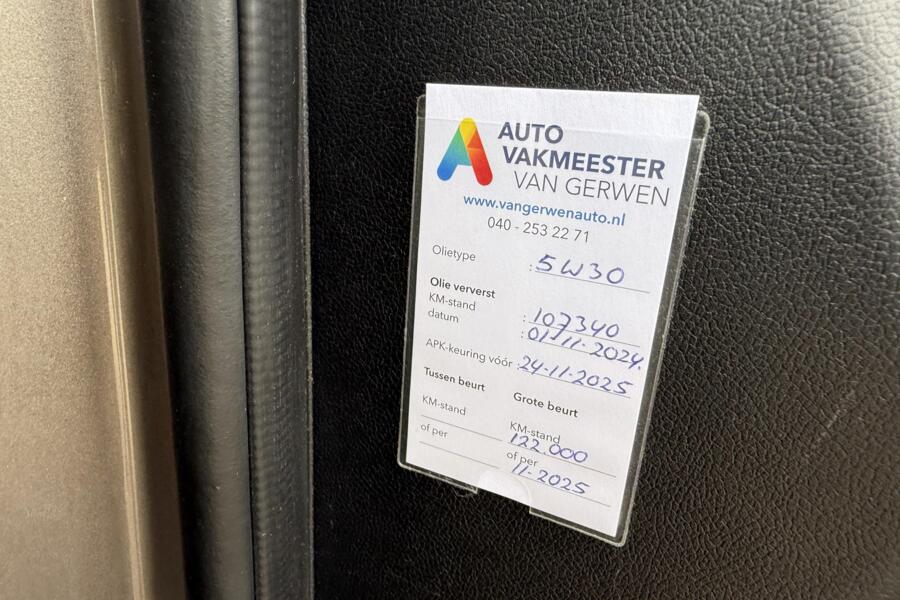 AUTO
VAKMEESTER
VAN GERWEN
www.vangerwenauto.nl
040 - 253 22 71
Olietype : 5W30
Olie ververst
KM-stand : 107340
datum : 01-11-2024.
APK-keuring vóór : 24-11-2025
Tussen beurt
Grote beurt
KM-stand
KM-stand
122.000
of per
of per
11-2025